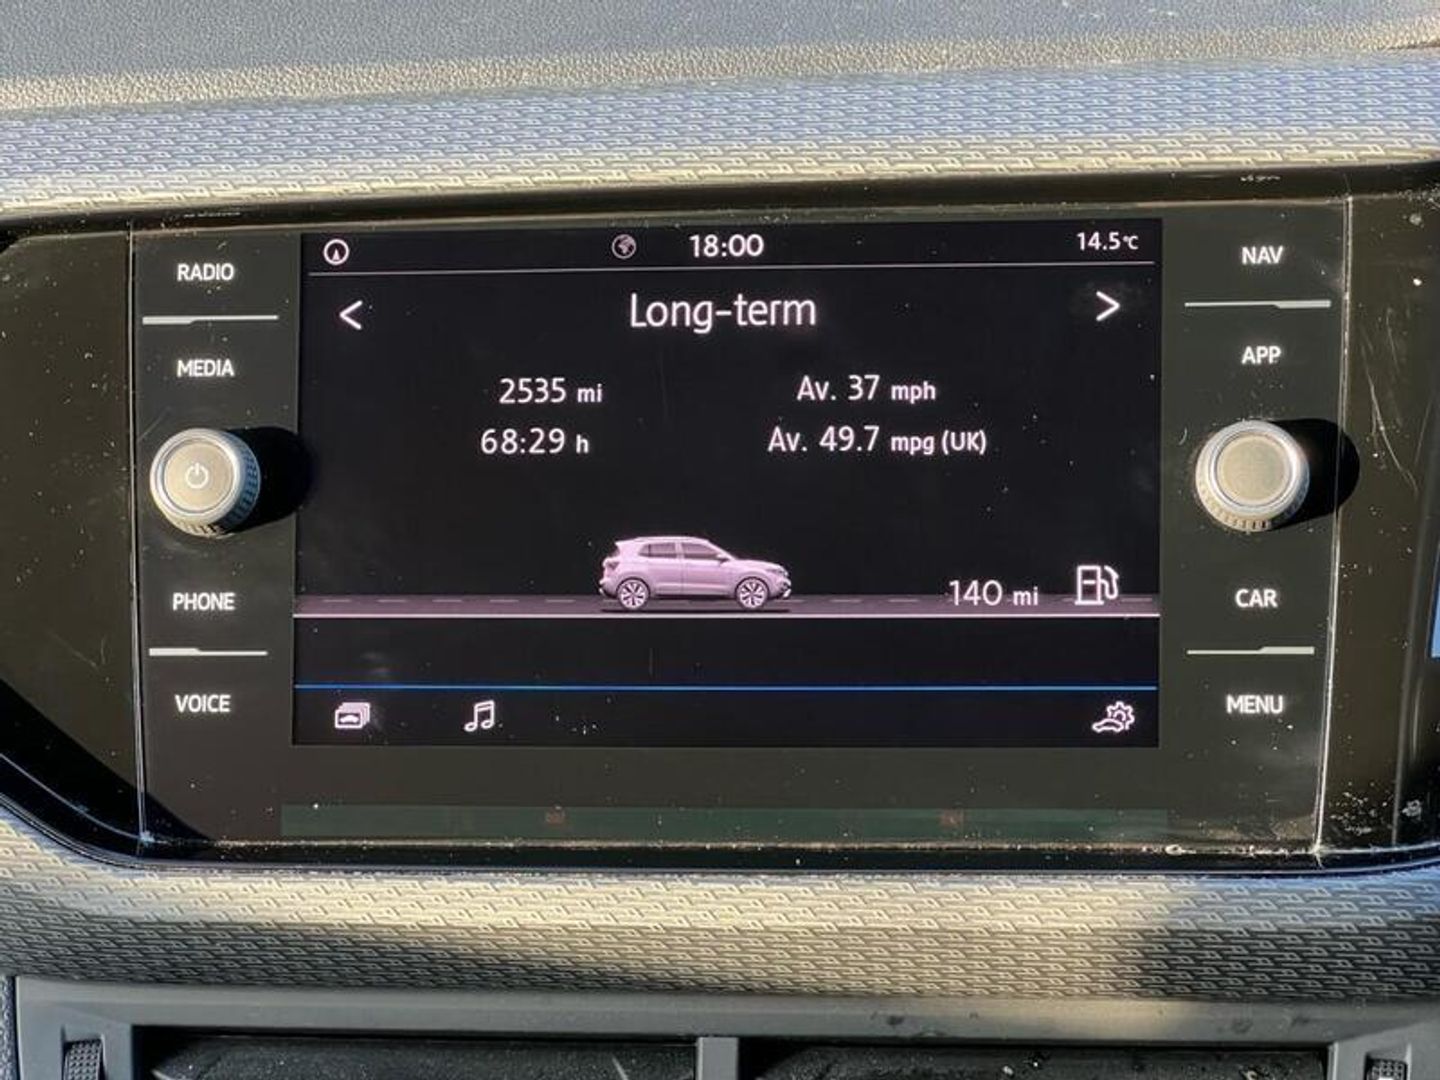 RADIO
MEDIA
PHONE
VOICE
18:00
14.5°C
<
Long-term
>
2535 mi
Av. 37 mph
68:29 h
Av. 49.7 mpg (UK)
140 mi
NAV
APP
CAR
MENU